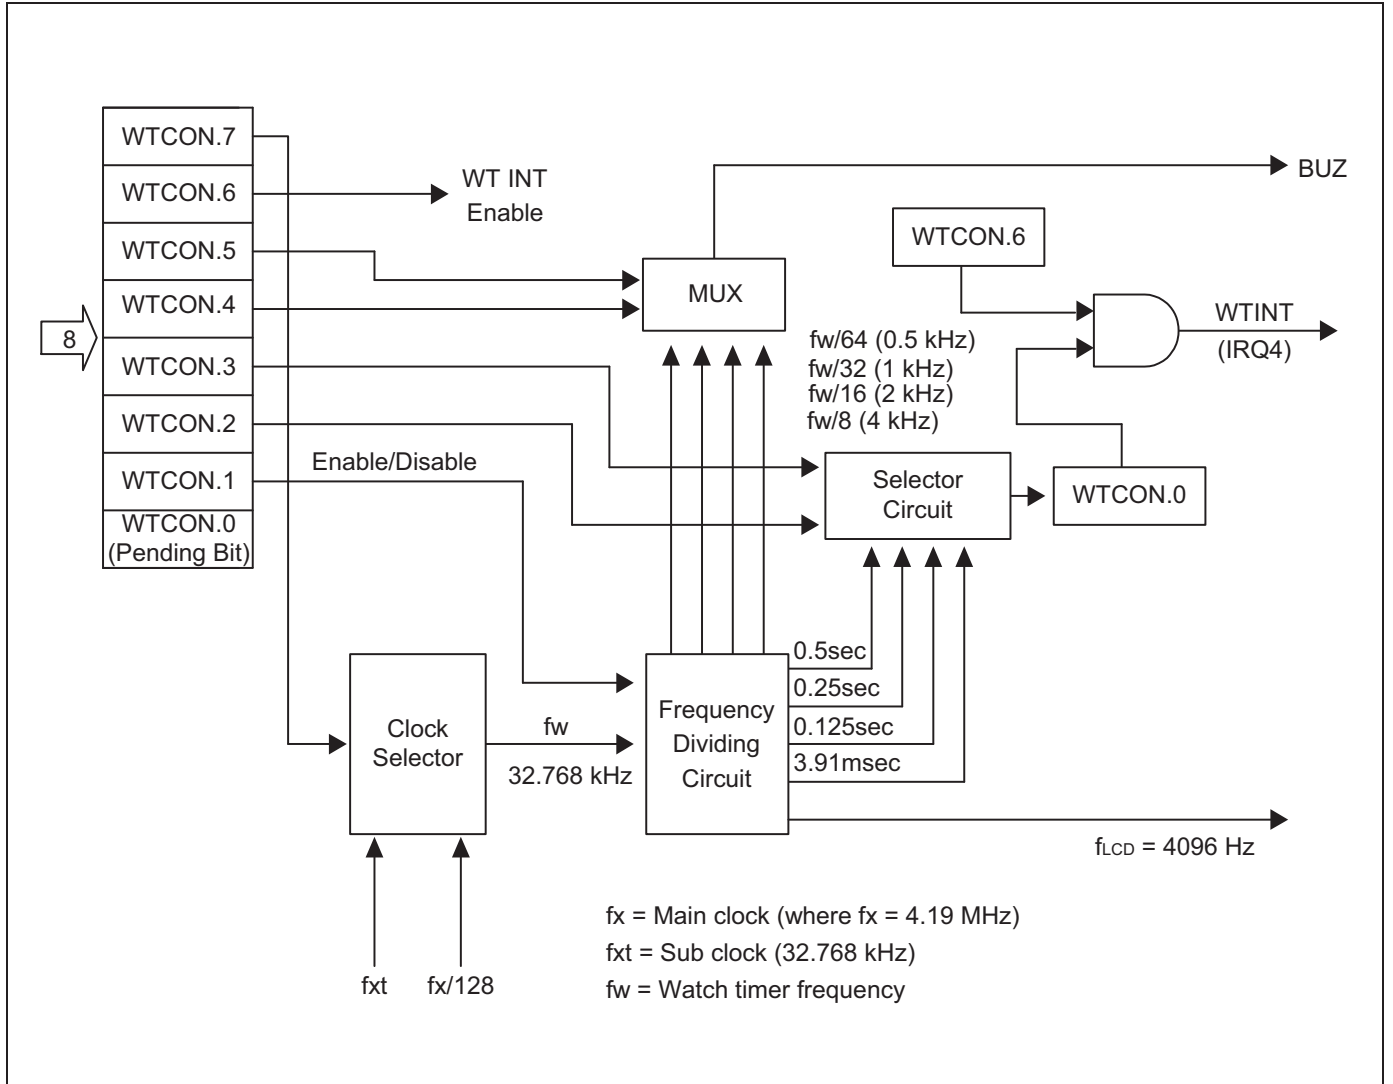 WTCON.7
WTCON.6
WTCON.5
WTCON.4
WTCON.3
WTCON.2
WTCON.1
WTCON.0
(Pending Bit)
8
WT INT
Enable
Enable/Disable
MUX
BUZ
WTCON.6
WTINT
(IRQ4)
fw/64 (0.5 kHz)
fw/32 (1 kHz)
fw/16 (2 kHz)
fw/8 (4 kHz)
Selector
Circuit
WTCON.0
Clock
Selector
fw
32.768 kHz
Frequency
Dividing
Circuit
0.5sec
0.25sec
0.125sec
3.91msec
fLCD = 4096 Hz
fxt
fx/128
fx = Main clock (where fx = 4.19 MHz)
fxt = Sub clock (32.768 kHz)
fw = Watch timer frequency